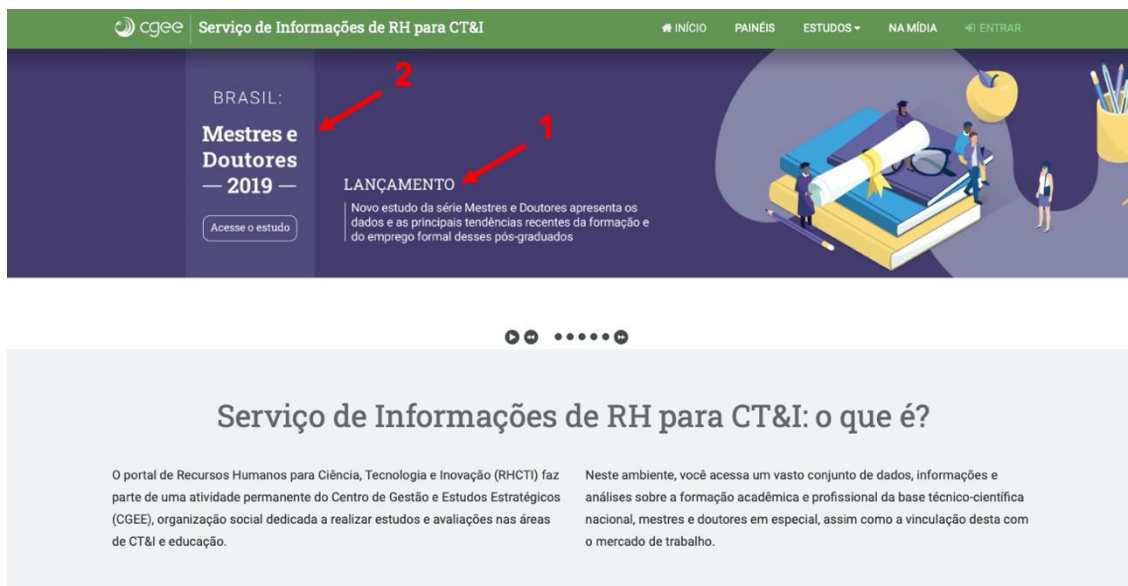 cgee Serviço de Informações de RH para CT&I INÍCIO PAINÉIS ESTUDOS NA MÍDIA ENTRAR
2
BRASIL:
Mestres e
Doutores
— 2019 —
Acesse o estudo
1
LANÇAMENTO
Novo estudo da série Mestres e Doutores apresenta os
dados e as principais tendências recentes da formação e
do emprego formal desses pós-graduados
Serviço de Informações de RH para CT&I: o que é?
O portal de Recursos Humanos para Ciência, Tecnologia e Inovação (RHCTI) faz
parte de uma atividade permanente do Centro de Gestão e Estudos Estratégicos
(CGEE), organização social dedicada a realizar estudos e avaliações nas áreas
de CT&I e educação.
Neste ambiente, você acessa um vasto conjunto de dados, informações e
análises sobre a formação acadêmica e profissional da base técnico-científica
nacional, mestres e doutores em especial, assim como a vinculação desta com
o mercado de trabalho.